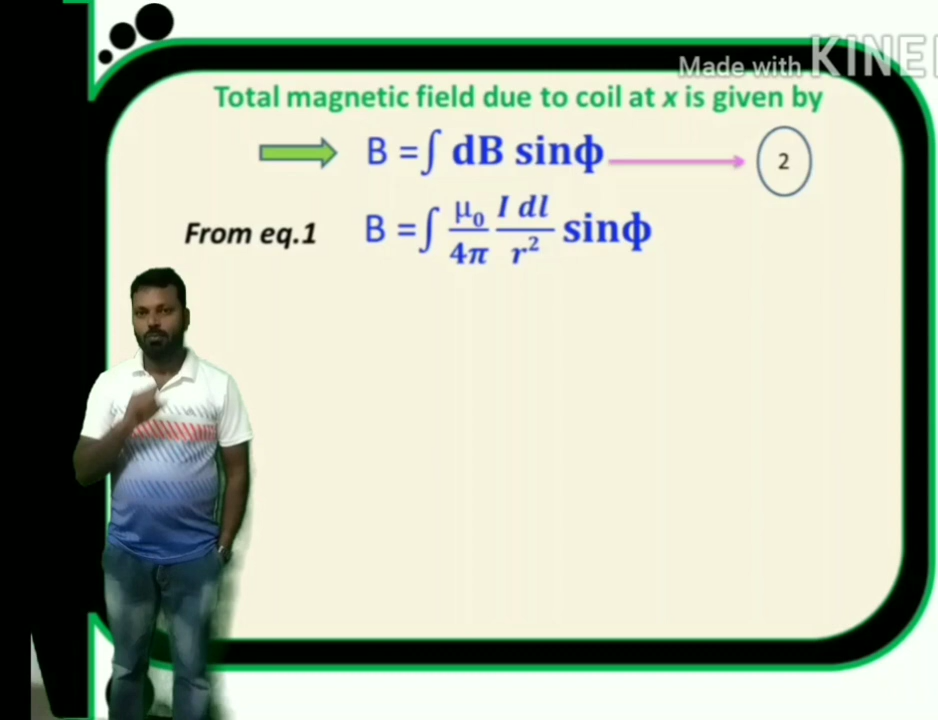 Made with KINE
Total magnetic field due to coil at x is given by
B = ∫ dB sinϕ 2
From eq.1 B = ∫ μ₀/4π I dl/r² sinϕ